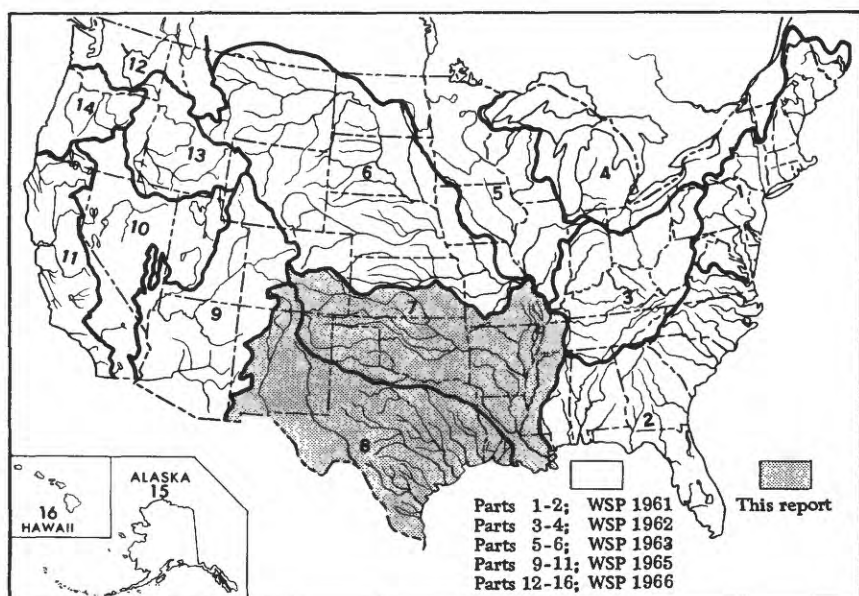 12
14
13
6
5
4
10
11
9
7
3
8
2
ALASKA
15
16
HAWAII
This report
Parts 1-2; WSP 1961
Parts 3-4; WSP 1962
Parts 5-6; WSP 1963
Parts 9-11; WSP 1965
Parts 12-16; WSP 1966